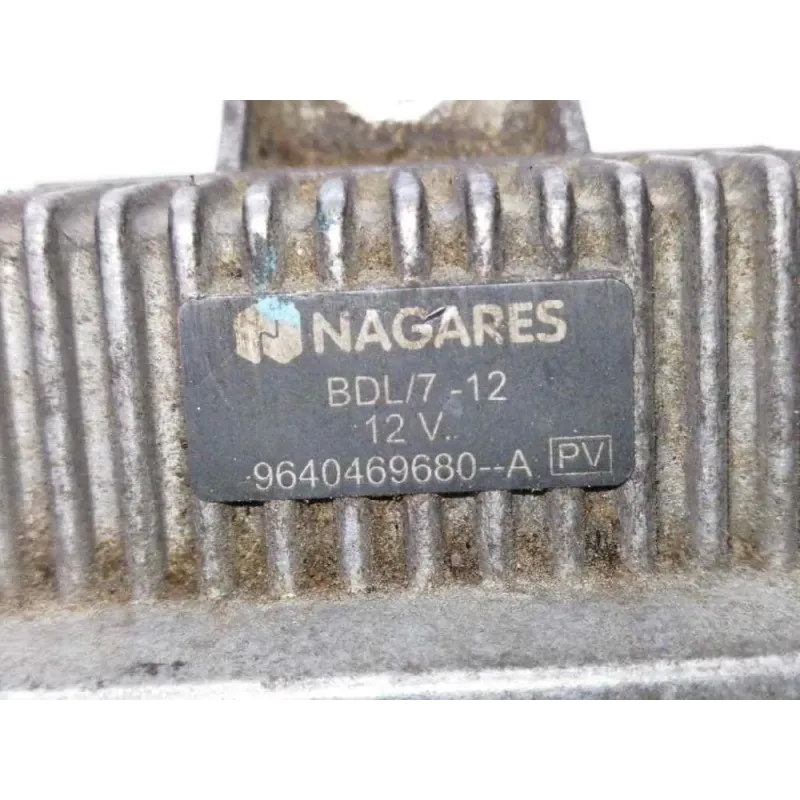 NAGARES
BDL/7 -12
12 V.
9640469680--A PV